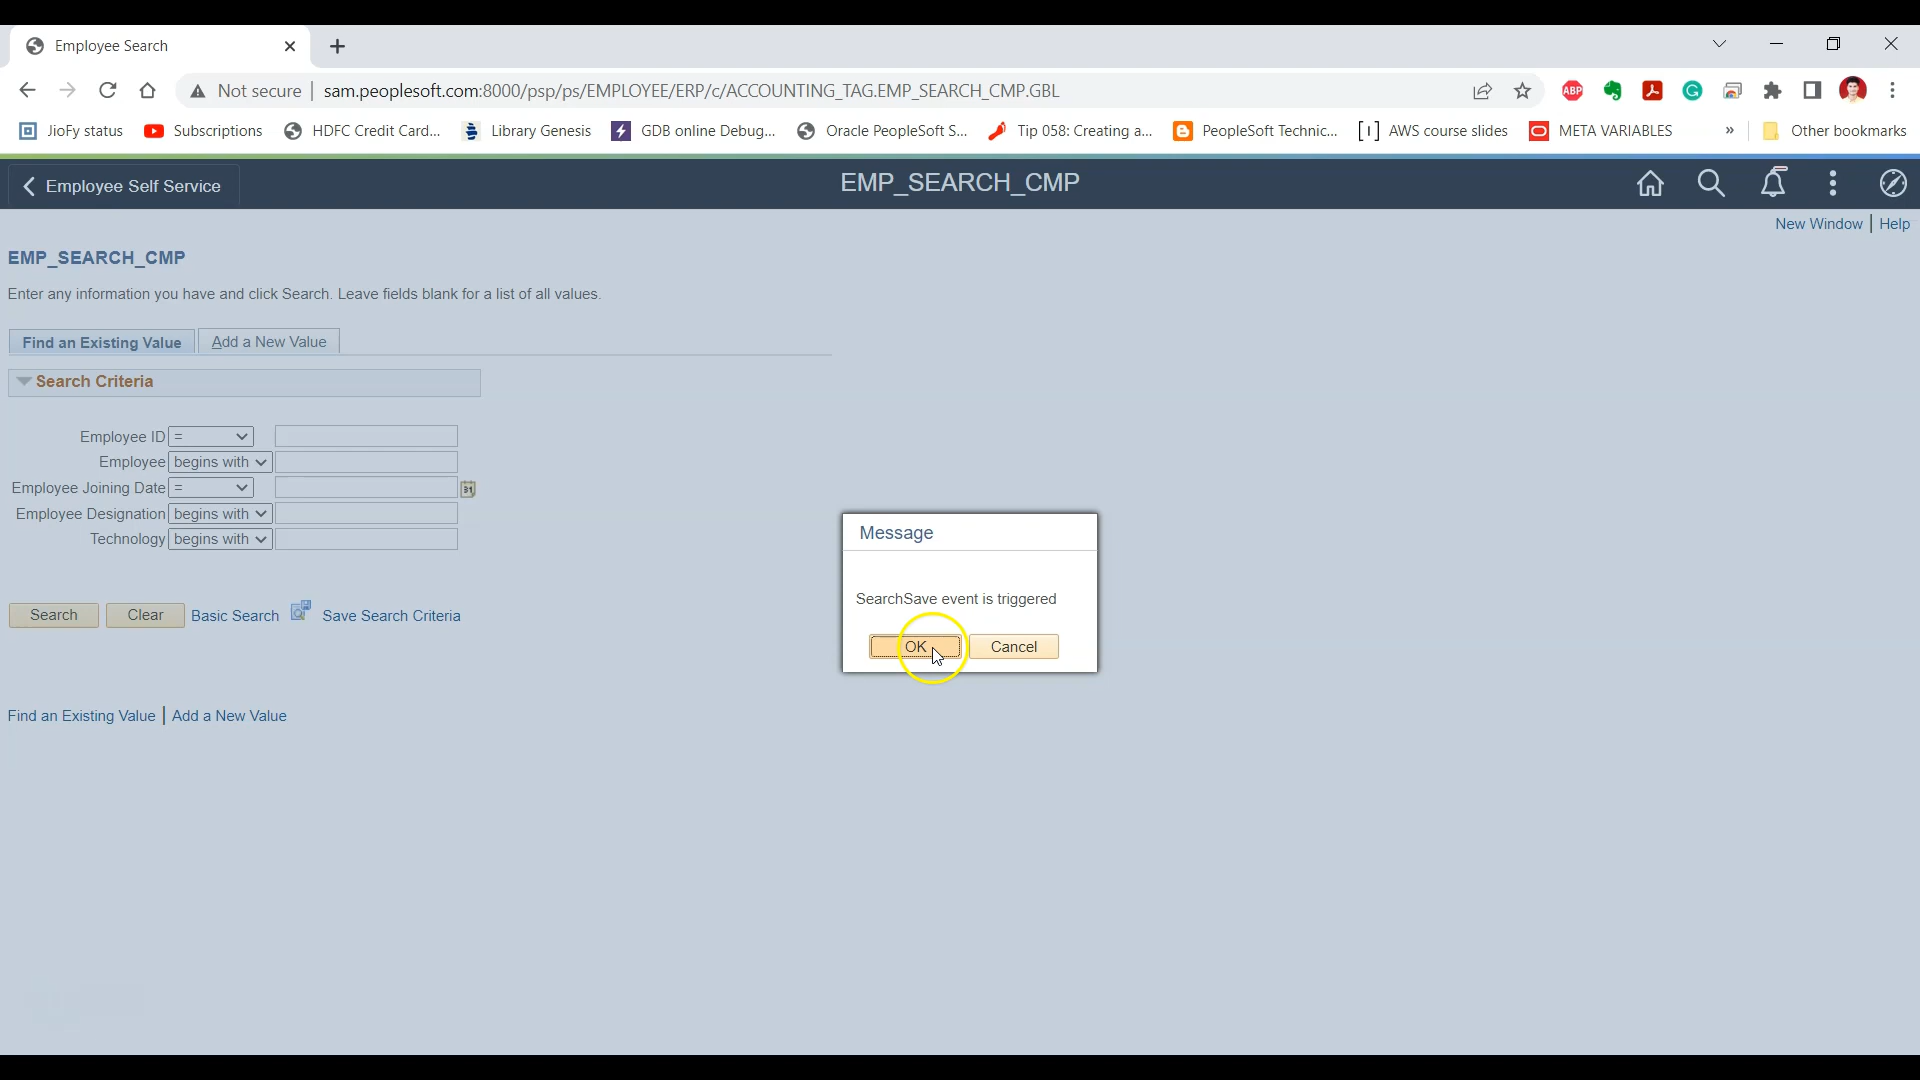 Employee Search
Not secure | sam.peoplesoft.com:8000/psp/ps/EMPLOYEE/ERP/c/ACCOUNTING_TAG.EMP_SEARCH_CMP.GBL
ABP
JioFy status Subscriptions HDFC Credit Card... Library Genesis GDB online Debug... Oracle PeopleSoft S... Tip 058: Creating a... PeopleSoft Technic... AWS course slides META VARIABLES » Other bookmarks
Employee Self Service EMP_SEARCH_CMP
New Window | Help
EMP_SEARCH_CMP
Enter any information you have and click Search. Leave fields blank for a list of all values.
Find an Existing Value Add a New Value
Search Criteria
Employee ID =
Employee begins with
Employee Joining Date = 31
Employee Designation begins with
Technology begins with
Search Clear Basic Search Save Search Criteria
Find an Existing Value | Add a New Value
Message
SearchSave event is triggered
OK Cancel